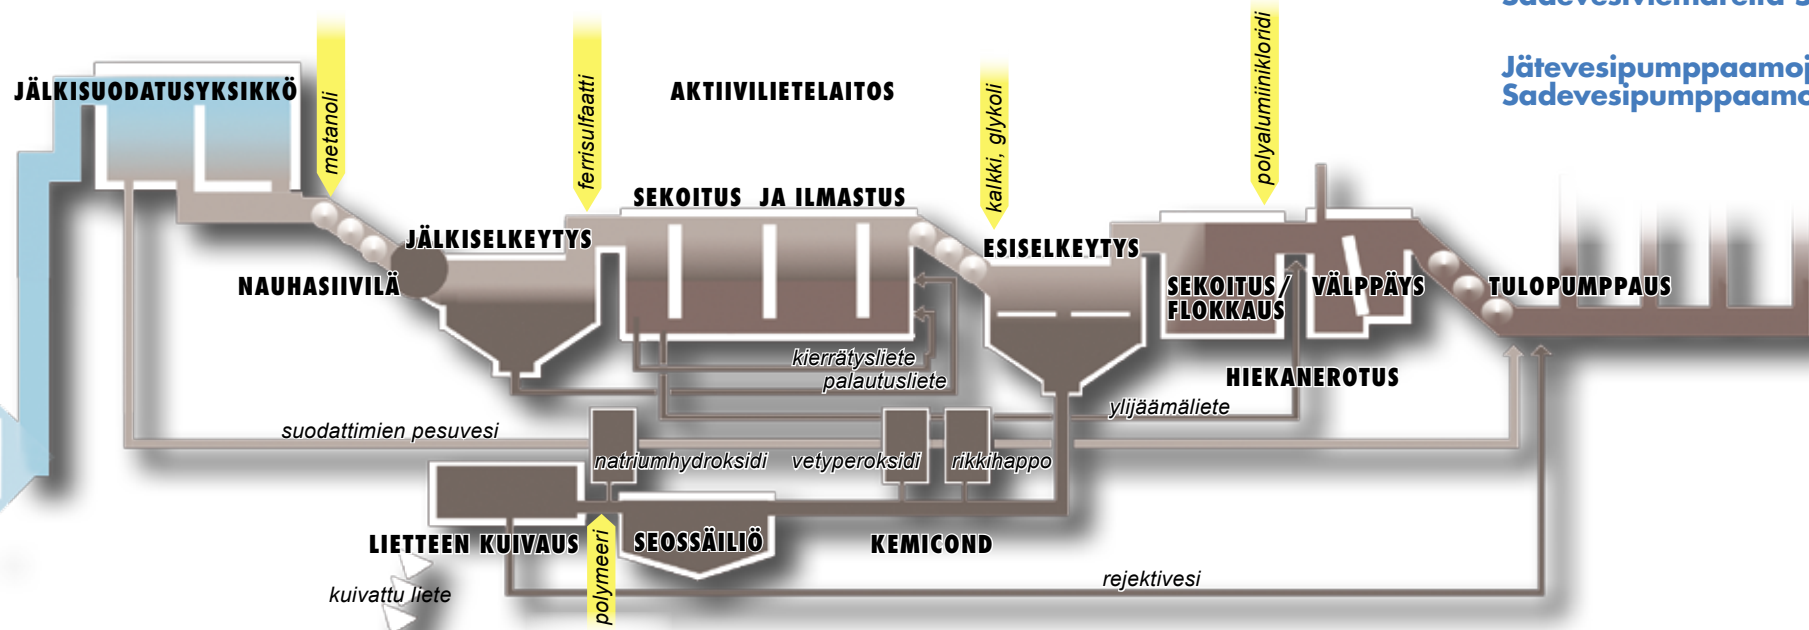 Jätevesipumppaamoj
Sadevesipumppaamo
JÄLKISUODATUSYKSIKKÖ
metanoli
ferrisulfaatti
AKTIIVILIETELAITOS
kalkki, glykoli
polyalumiinikloridi
SEKOITUS JA ILMASTUS
JÄLKISELKEYTYS
ESISELKEYTYS
NAUHASIIVILÄ
SEKOITUS/
FLOKKAUS
VÄLPPÄYS
TULOPUMPPAUS
kierrätysliete
palautusliete
HIEKANEROTUS
ylijäämäliete
suodattimien pesuvesi
natriumhydroksidi
vetyperoksidi
rikkihappo
LIETTEEN KUIVAUS
polymeeri
SEOSSÄILIÖ
KEMICOND
rejektivesi
kuivattu liete